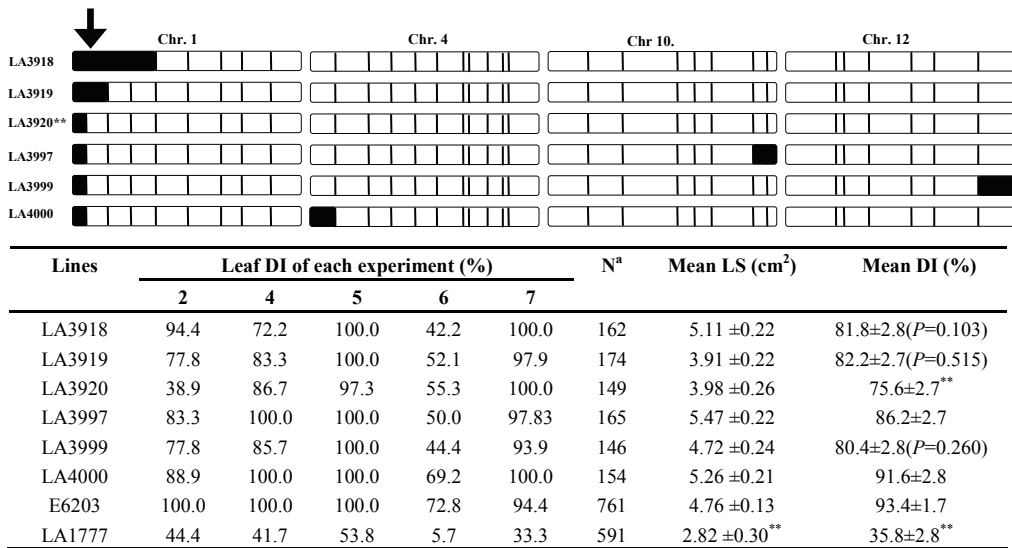 Chr. 1 Chr. 4 Chr 10. Chr. 12
LA3918
LA3919
LA3920**
LA3997
LA3999
LA4000
Lines Leaf DI of each experiment (%) Nᵃ Mean LS (cm²) Mean DI (%)
2 4 5 6 7
LA3918 94.4 72.2 100.0 42.2 100.0 162 5.11 ±0.22 81.8±2.8(P=0.103)
LA3919 77.8 83.3 100.0 52.1 97.9 174 3.91 ±0.22 82.2±2.7(P=0.515)
LA3920 38.9 86.7 97.3 55.3 100.0 149 3.98 ±0.26 75.6±2.7**
LA3997 83.3 100.0 100.0 50.0 97.83 165 5.47 ±0.22 86.2±2.7
LA3999 77.8 85.7 100.0 44.4 93.9 146 4.72 ±0.24 80.4±2.8(P=0.260)
LA4000 88.9 100.0 100.0 69.2 100.0 154 5.26 ±0.21 91.6±2.8
E6203 100.0 100.0 100.0 72.8 94.4 761 4.76 ±0.13 93.4±1.7
LA1777 44.4 41.7 53.8 5.7 33.3 591 2.82 ±0.30** 35.8±2.8**